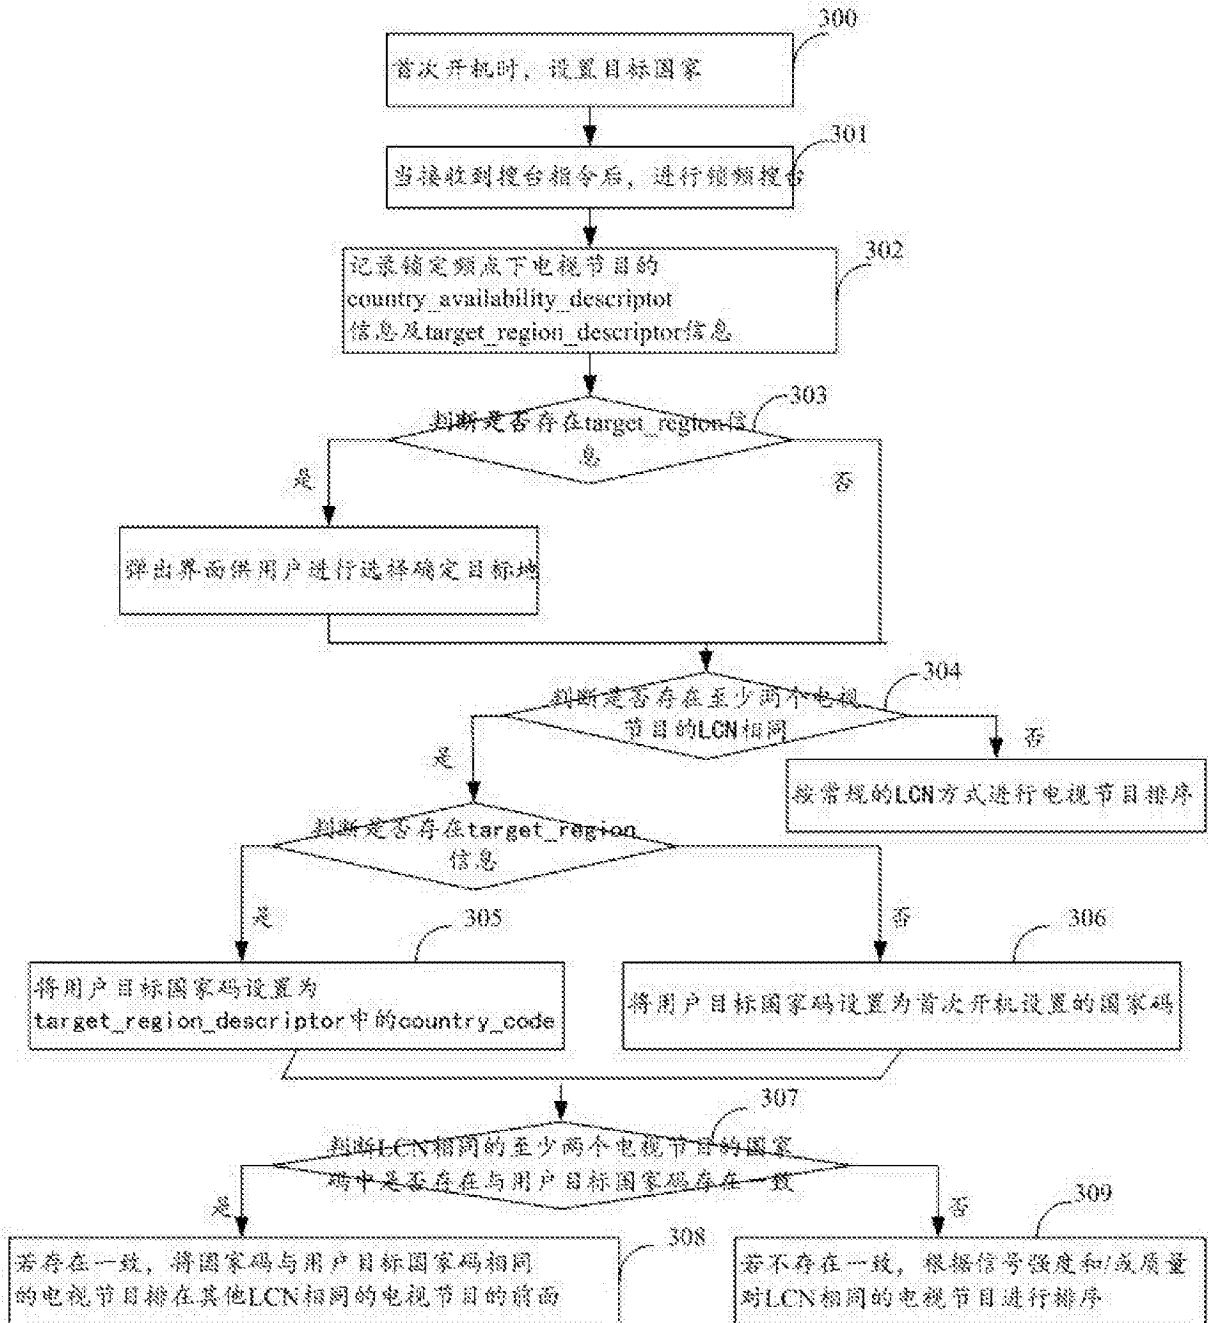 300
首次开机时，设置目标国家
301
当接收到搜台指令后，进行锁频搜台
302
记录锁定频点下电视节目的
country_availability_descriptot
信息及target_region_descriptor信息
303
判断是否存在target_region信
息
是
否
弹出界面供用户进行选择确定目标地
304
判断是否存在至少两个电视
节目的LCN相同
是
否
按常规的LCN方式进行电视节目排序
判断是否存在target_region
信息
是
否
305
306
将用户目标国家码设置为
target_region_descriptor中的country_code
将用户目标国家码设置为首次开机设置的国家码
307
判断LCN相同的至少两个电视节目的国家
码中是否存在与用户目标国家码存在一致
是
否
308
309
若存在一致，将国家码与用户目标国家码相同
的电视节目排在其他LCN相同的电视节目的前面
若不存在一致，根据信号强度和/或质量
对LCN相同的电视节目进行排序